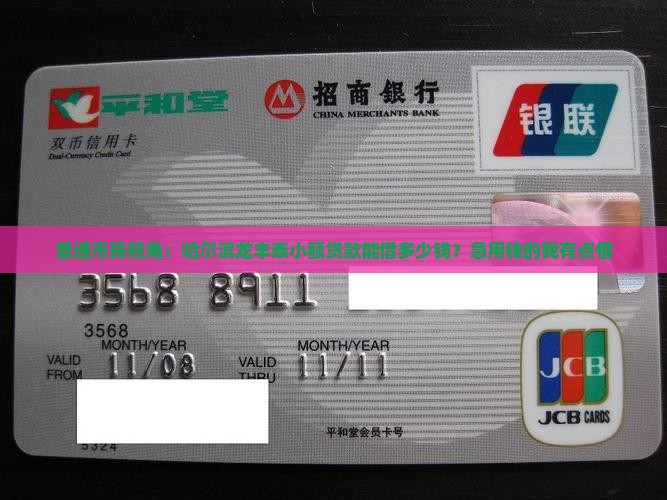 平和堂
双币信用卡
Dual-Currency Credit Card
招商银行
CHINA MERCHANTS BANK
银联
普通市民视角：哈尔滨龙丰泰小额贷款能借多少钱？急用钱的我有点懵
3568 8911
3568
MONTH/YEAR MONTH/YEAR
VALID FROM 11/08 VALID THRU 11/11
JCB
JCB CARDS
平和堂会员卡号
5324